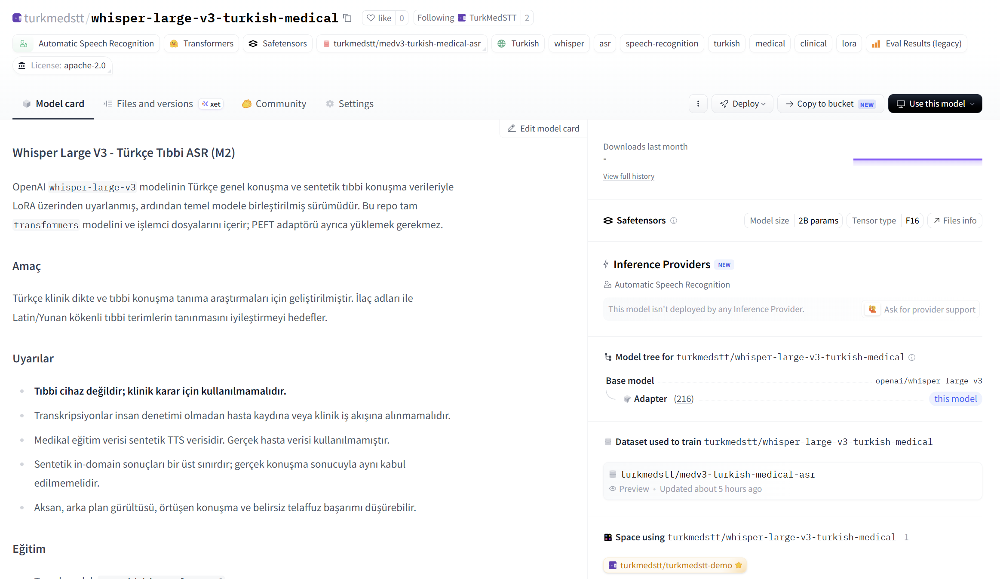 turkmedstt/whisper-large-v3-turkish-medical like 0 Following TurkMedSTT 2
Automatic Speech Recognition Transformers Safetensors turkmedstt/medv3-turkish-medical-asr Turkish whisper asr speech-recognition turkish medical clinical lora Eval Results (legacy)
License: apache-2.0
Model card Files and versions xet Community Settings Deploy Copy to bucket NEW Use this model
Edit model card
Whisper Large V3 - Türkçe Tıbbi ASR (M2)
OpenAI whisper-large-v3 modelinin Türkçe genel konuşma ve sentetik tıbbi konuşma verileriyle
LoRA üzerinden uyarlanmış, ardından temel modele birleştirilmiş sürümüdür. Bu repo tam
transformers modelini ve işlemci dosyalarını içerir; PEFT adaptörü ayrıca yüklemek gerekmez.
Amaç
Türkçe klinik dikte ve tıbbi konuşma tanıma araştırmaları için geliştirilmiştir. İlaç adları ile
Latin/Yunan kökenli tıbbi terimlerin tanınmasını iyileştirmeyi hedefler.
Uyarılar
Tıbbi cihaz değildir; klinik karar için kullanılmamalıdır.
Transkripsiyonlar insan denetimi olmadan hasta kaydına veya klinik iş akışına alınmamalıdır.
Medikal eğitim verisi sentetik TTS verisidir. Gerçek hasta verisi kullanılmamıştır.
Sentetik in-domain sonuçları bir üst sınırdır; gerçek konuşma sonucuyla aynı kabul
edilmemelidir.
Aksan, arka plan gürültüsü, örtüşen konuşma ve belirsiz telaffuz başarımı düşürebilir.
Eğitim
Downloads last month
-
View full history
Safetensors Model size 2B params Tensor type F16 Files info
Inference Providers NEW
Automatic Speech Recognition
This model isn't deployed by any Inference Provider. Ask for provider support
Model tree for turkmedstt/whisper-large-v3-turkish-medical
Base model openai/whisper-large-v3
Adapter (216) this model
Dataset used to train turkmedstt/whisper-large-v3-turkish-medical
turkmedstt/medv3-turkish-medical-asr
Preview • Updated about 5 hours ago
Space using turkmedstt/whisper-large-v3-turkish-medical 1
turkmedstt/turkmedstt-demo